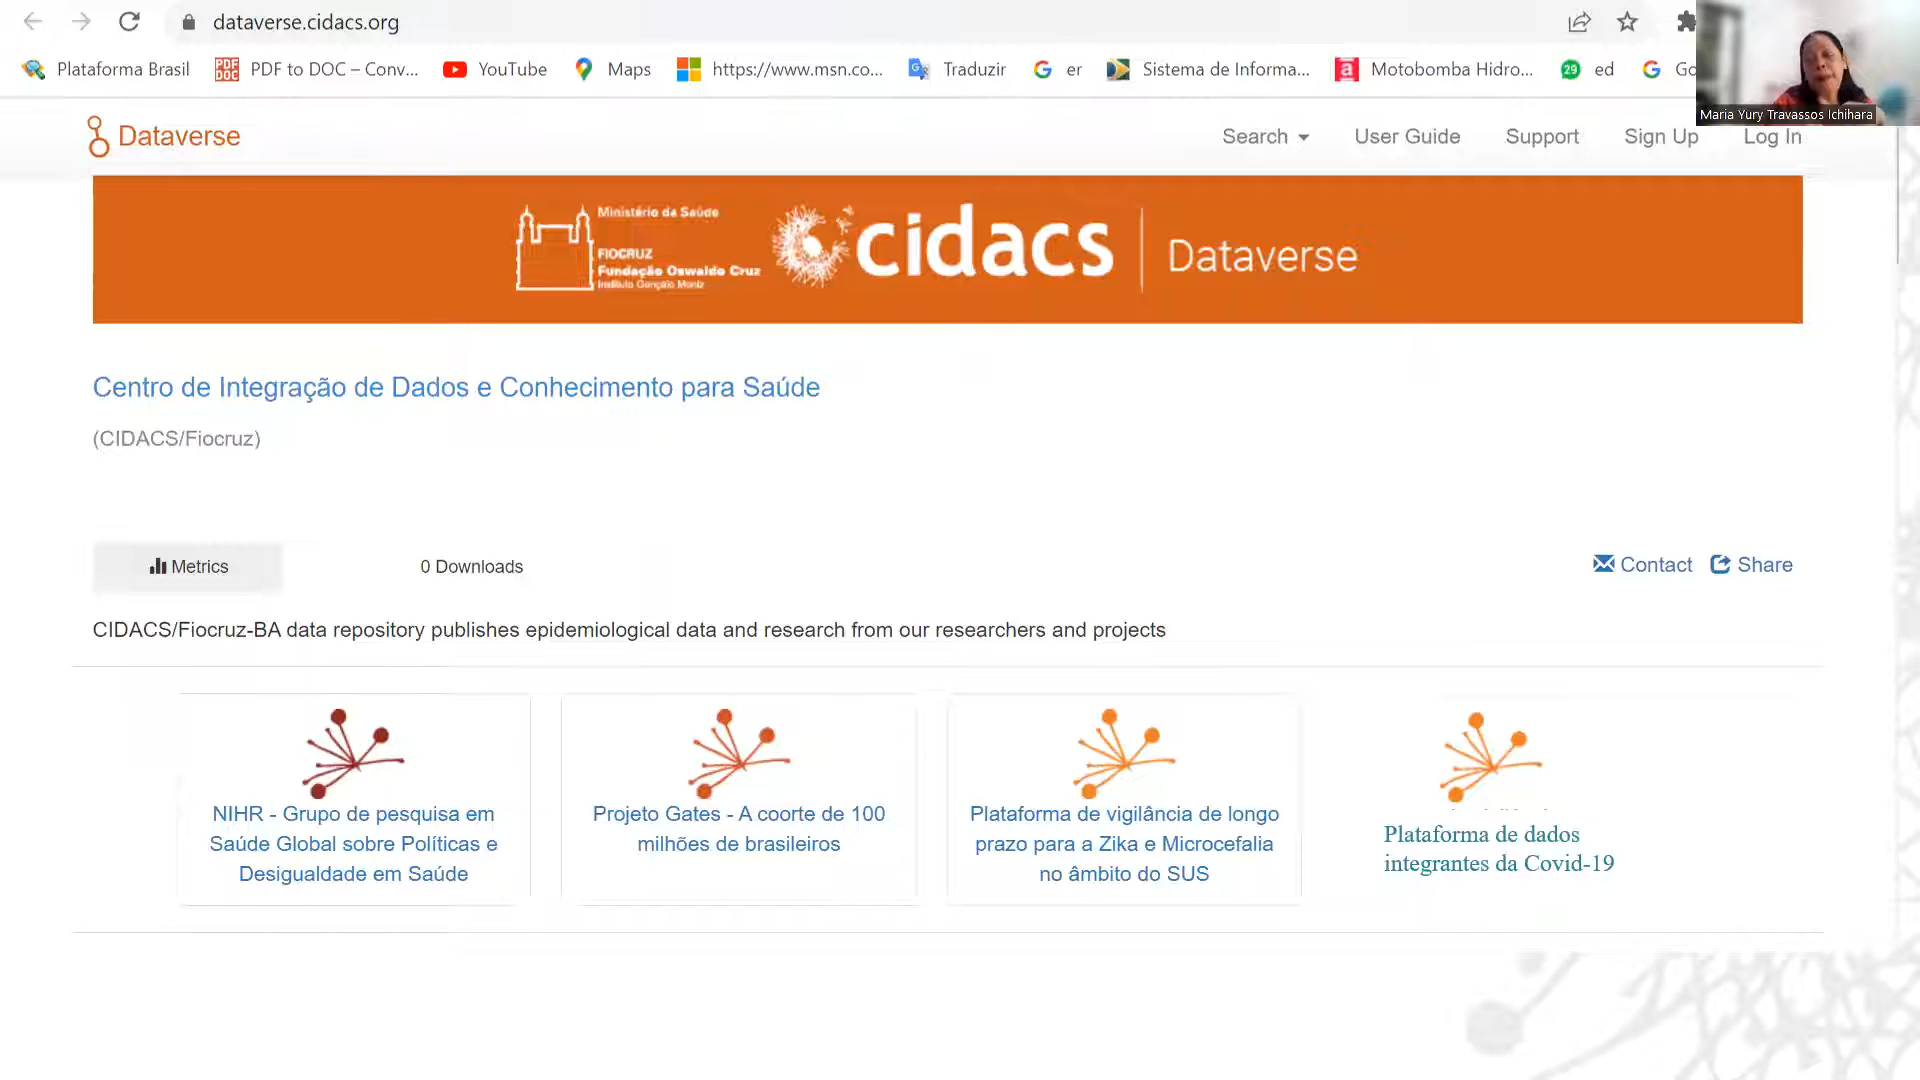 dataverse.cidacs.org
Plataforma Brasil
PDF to DOC – Conv...
YouTube
Maps
https://www.msn.co...
Traduzir
er
Sistema de Informa...
Motobomba Hidro...
29
ed
Go
Maria Yury Travassos Ichihara
Dataverse
Search
User Guide
Support
Sign Up
Log In
Ministério da Saúde
FIOCRUZ
Fundação Oswaldo Cruz
Instituto Gonçalo Moniz
cidacs
Dataverse
Centro de Integração de Dados e Conhecimento para Saúde
(CIDACS/Fiocruz)
Metrics
0 Downloads
Contact
Share
CIDACS/Fiocruz-BA data repository publishes epidemiological data and research from our researchers and projects
NIHR - Grupo de pesquisa em
Saúde Global sobre Políticas e
Desigualdade em Saúde
Projeto Gates - A coorte de 100
milhões de brasileiros
Plataforma de vigilância de longo
prazo para a Zika e Microcefalia
no âmbito do SUS
Plataforma de dados
integrantes da Covid-19